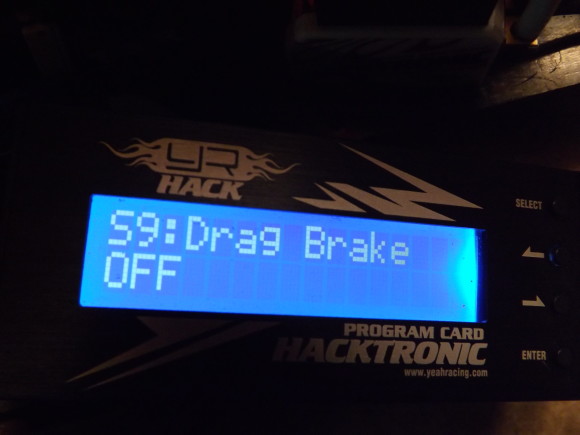 YR
HACK
S9:Drag Brake
OFF
SELECT
PROGRAM CARD
HACKTRONIC
www.yeahracing.com
ENTER